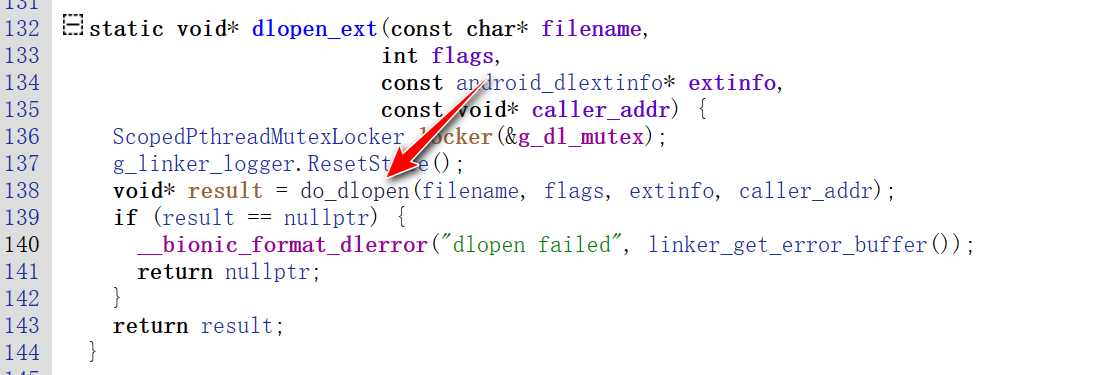 131
132 static void* dlopen_ext(const char* filename,
133 int flags,
134 const android_dlextinfo* extinfo,
135 const void* caller_addr) {
136 ScopedPthreadMutexLocker locker(&g_dl_mutex);
137 g_linker_logger.ResetState();
138 void* result = do_dlopen(filename, flags, extinfo, caller_addr);
139 if (result == nullptr) {
140 __bionic_format_dlerror("dlopen failed", linker_get_error_buffer());
141 return nullptr;
142 }
143 return result;
144 }